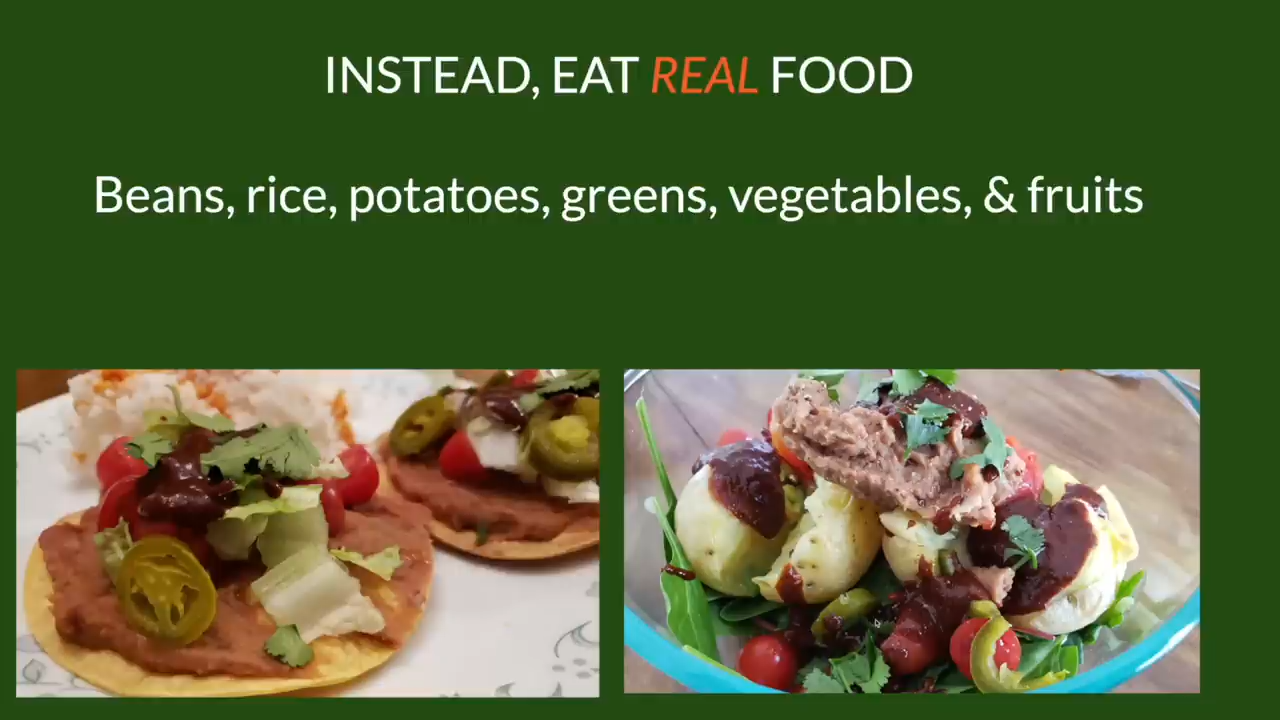 INSTEAD, EAT REAL FOOD
Beans, rice, potatoes, greens, vegetables, & fruits